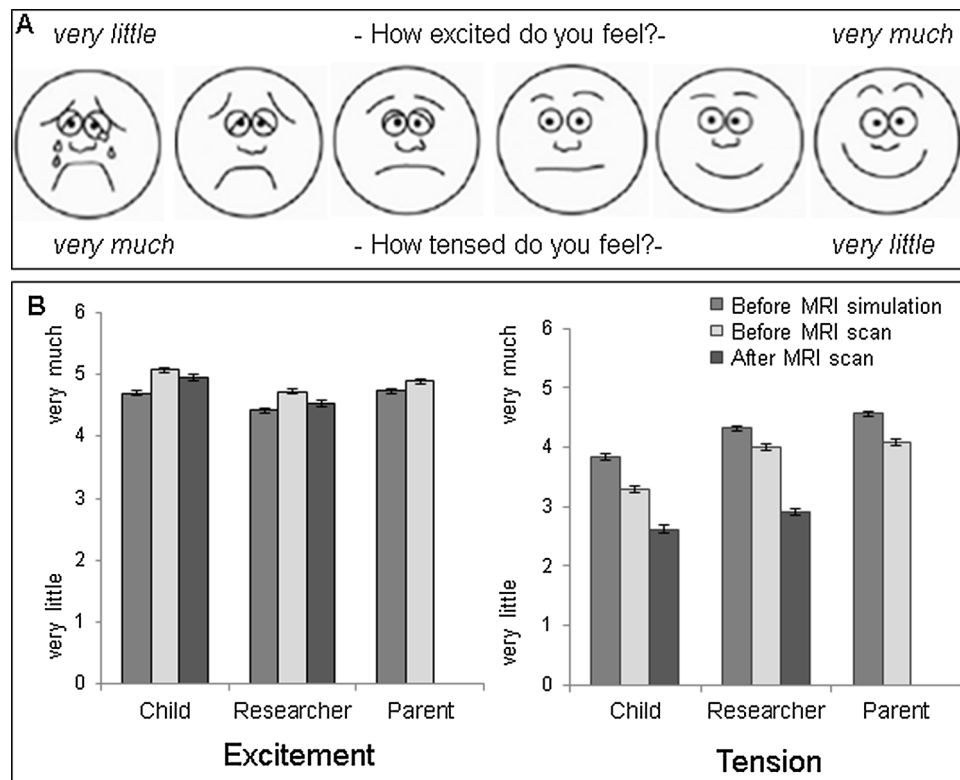 A
very little - How excited do you feel?- very much
very much - How tensed do you feel?- very little
B
very much
very little
6
5
4
3
2
1
0
Child Researcher Parent
Excitement
Before MRI simulation
Before MRI scan
After MRI scan
very much
very little
6
5
4
3
2
1
0
Child Researcher Parent
Tension